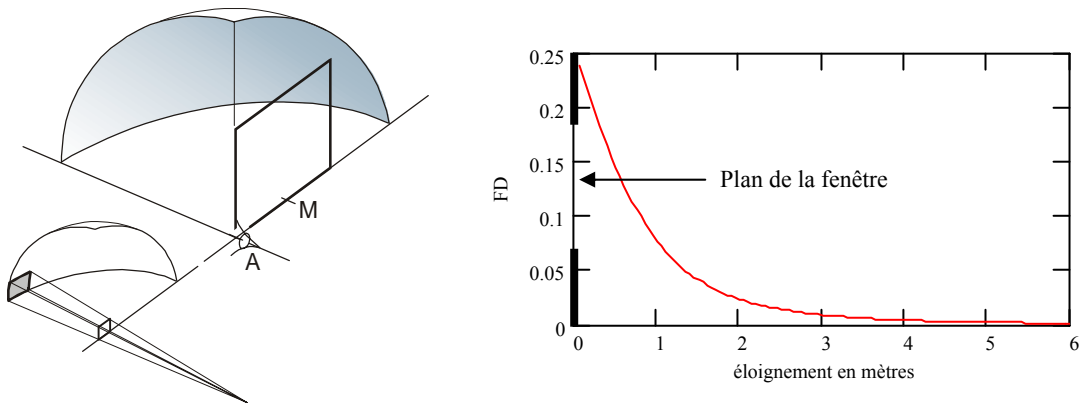 M
A
0.25
0.2
0.15
0.1
0.05
0
FD
Plan de la fenêtre
0 1 2 3 4 5 6
éloignement en mètres